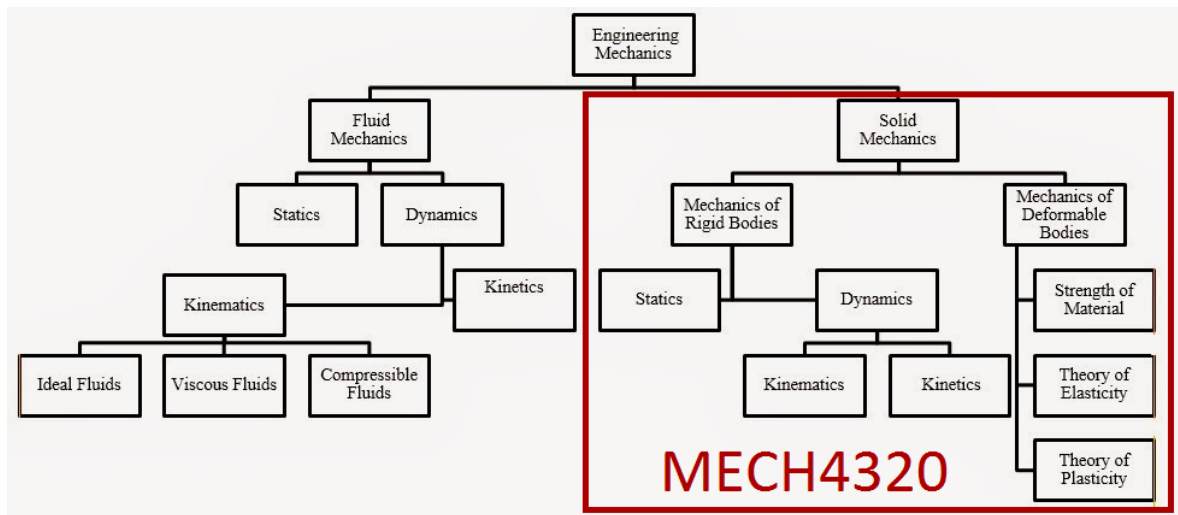 Engineering
Mechanics
Fluid
Mechanics
Solid
Mechanics
Statics
Dynamics
Mechanics of
Rigid Bodies
Mechanics of
Deformable
Bodies
Kinematics
Kinetics
Statics
Dynamics
Strength of
Material
Ideal Fluids
Viscous Fluids
Compressible
Fluids
Kinematics
Kinetics
Theory of
Elasticity
Theory of
Plasticity
MECH4320